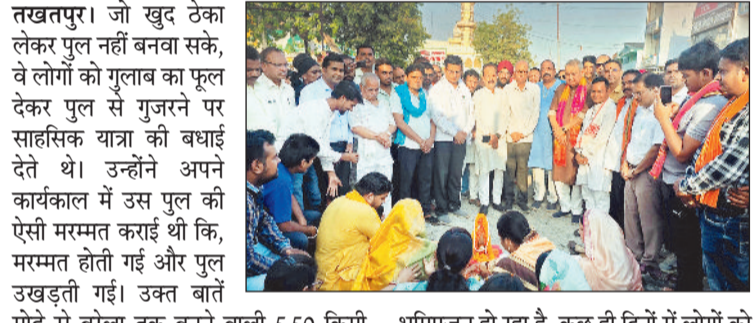 तखतपुर। जो खुद ठेका
लेकर पुल नहीं बनवा सके,
वे लोगों को गुलाब का फूल
देकर पुल से गुजरने पर
साहसिक यात्रा की बधाई
देते थे। उन्होंने अपने
कार्यकाल में उस पुल की
ऐसी मरम्मत कराई थी कि,
मरम्मत होती गई और पुल
उखड़ती गई। उक्त बातें